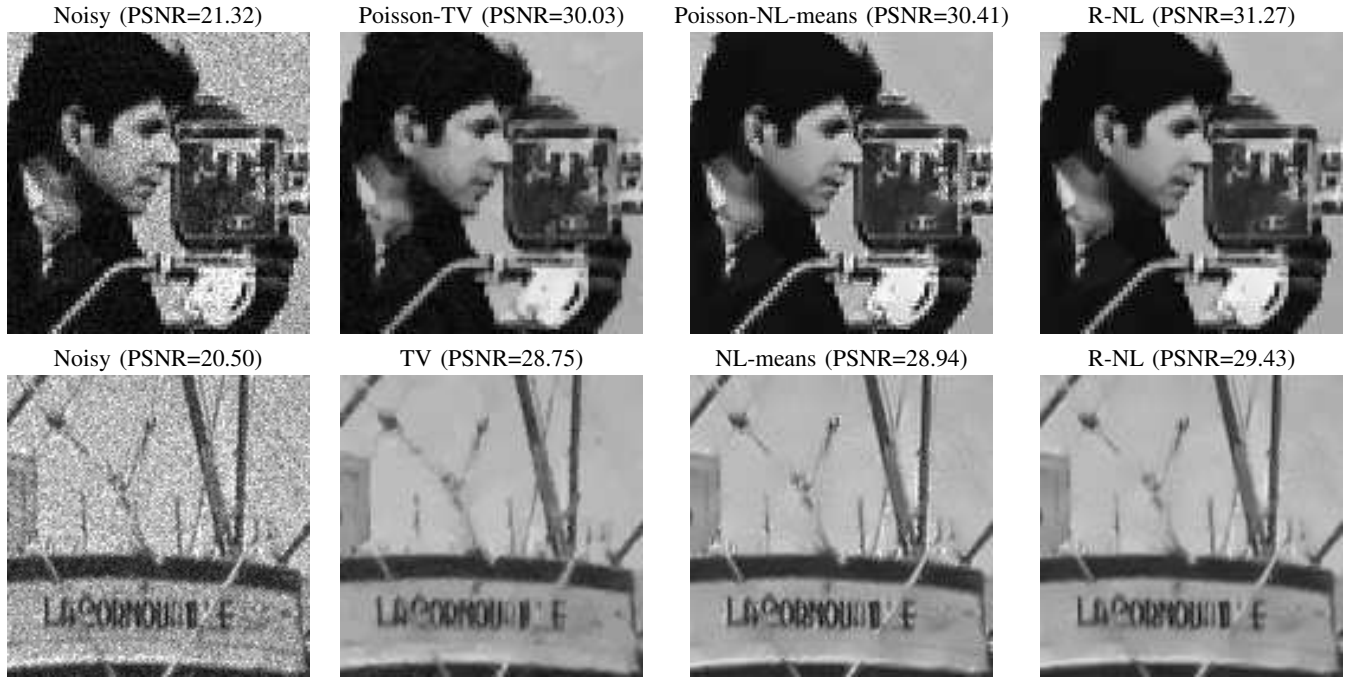 Noisy (PSNR=21.32) Poisson-TV (PSNR=30.03) Poisson-NL-means (PSNR=30.41) R-NL (PSNR=31.27)
Noisy (PSNR=20.50) TV (PSNR=28.75) NL-means (PSNR=28.94) R-NL (PSNR=29.43)